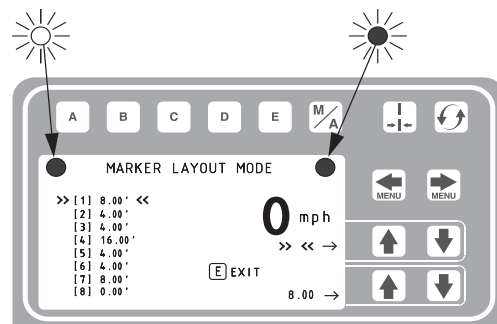 A B C D E M/A
MARKER LAYOUT MODE
MENU MENU
>> [1] 8.00' <<
[2] 4.00'
[3] 4.00'
[4] 16.00'
[5] 4.00'
[6] 4.00'
[7] 8.00'
[8] 0.00'
0 mph
>> << →
E EXIT
8.00 →